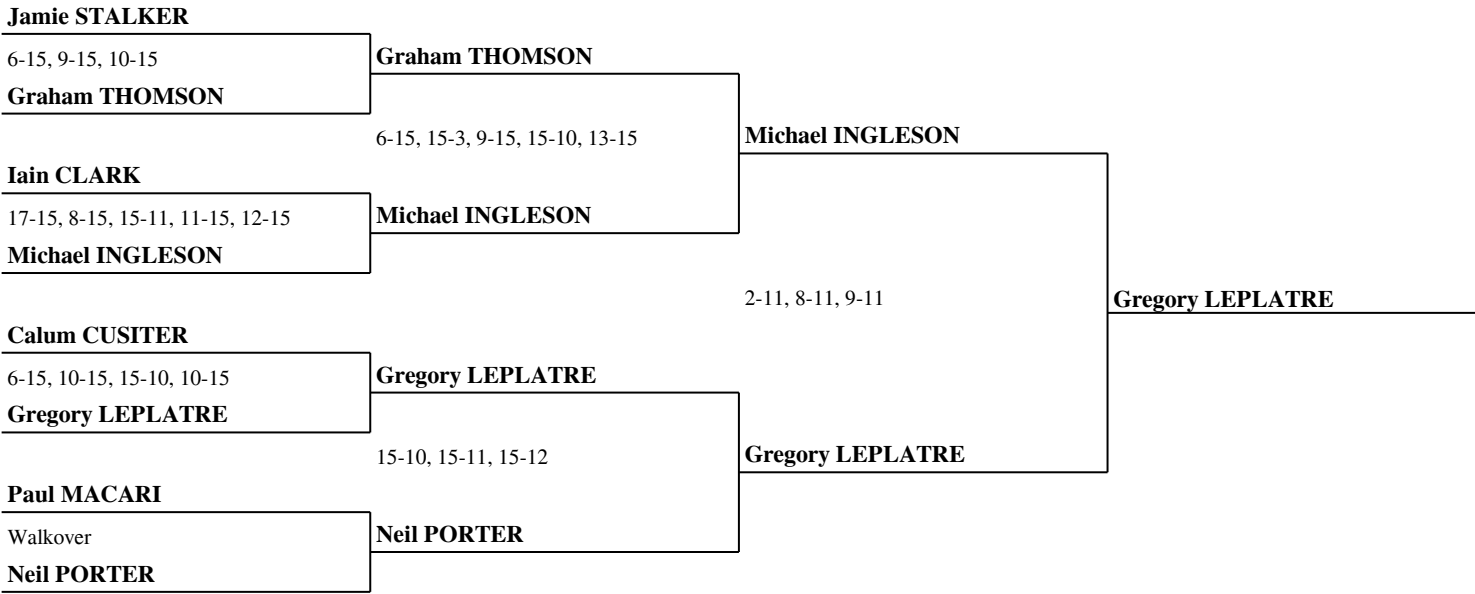 Jamie STALKER
6-15, 9-15, 10-15
Graham THOMSON
Graham THOMSON
6-15, 15-3, 9-15, 15-10, 13-15
Michael INGLESON
Iain CLARK
17-15, 8-15, 15-11, 11-15, 12-15
Michael INGLESON
Michael INGLESON
2-11, 8-11, 9-11
Gregory LEPLATRE
Calum CUSITER
6-15, 10-15, 15-10, 10-15
Gregory LEPLATRE
Gregory LEPLATRE
15-10, 15-11, 15-12
Gregory LEPLATRE
Paul MACARI
Walkover
Neil PORTER
Neil PORTER